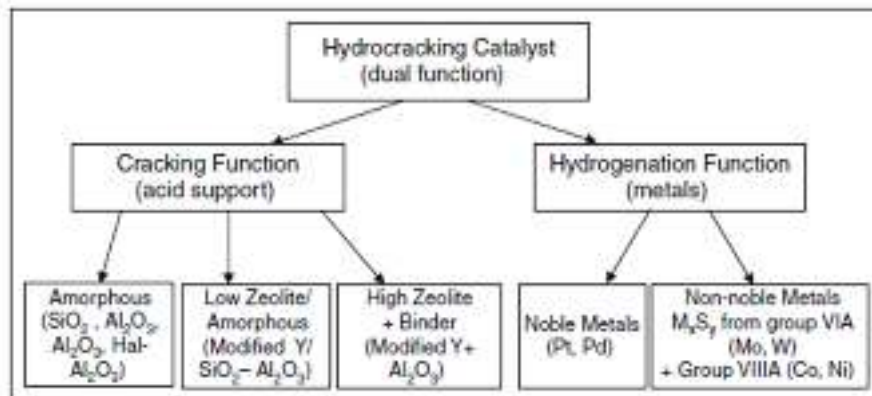 Hydrocracking Catalyst
(dual function)
Cracking Function
(acid support)
Hydrogenation Function
(metals)
Amorphous
(SiO₂ , Al₂O₃,
Al₂O₃, Hal-
Al₂O₃)
Low Zeolite/
Amorphous
(Modified Y/
SiO₂– Al₂O₃)
High Zeolite
+ Binder
(Modified Y+
Al₂O₃)
Noble Metals
(Pt, Pd)
Non-noble Metals
MₓSᵧ from group VIA
(Mo, W)
+ Group VIIIA (Co, Ni)